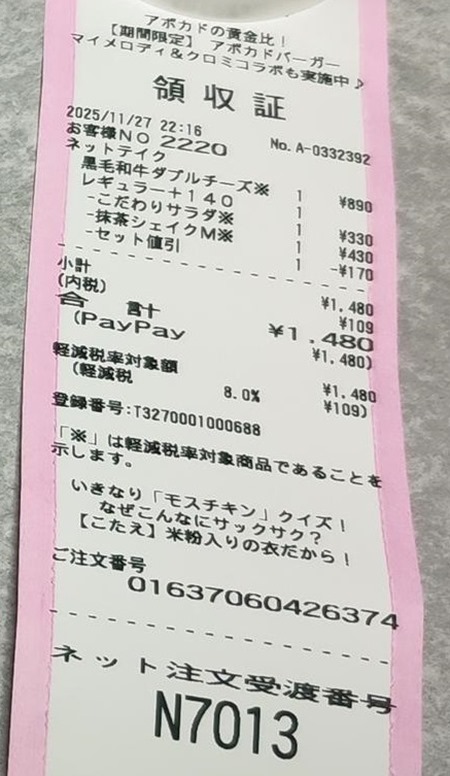 アボカドの黄金比！
【期間限定】 アボカドバーガー
マイメロディ&クロミコラボも実施中♪
領収証
2025/11/27 22:16
お客様NO 2220 No.A-0332392
ネットテイク
黒毛和牛ダブルチーズ※ 1 ¥890
レギュラー+140 1
-こだわりサラダ※ 1 ¥330
-抹茶シェイクM※ ¥430
-セット値引 1 -¥170
小計 ¥1,480
(内税) ¥109
合計 ¥1,480
(PayPay ¥1,480)
軽減税率対象額 ¥1,480
(軽減税 8.0% ¥109)
登録番号:T3270001000688
「※」は軽減税率対象商品であることを
示します。
いきなり「モスチキン」クイズ！
なぜこんなにサックサク？
【こたえ】米粉入りの衣だから！
ご注文番号
01637060426374
ネット注文受渡番号
N7013